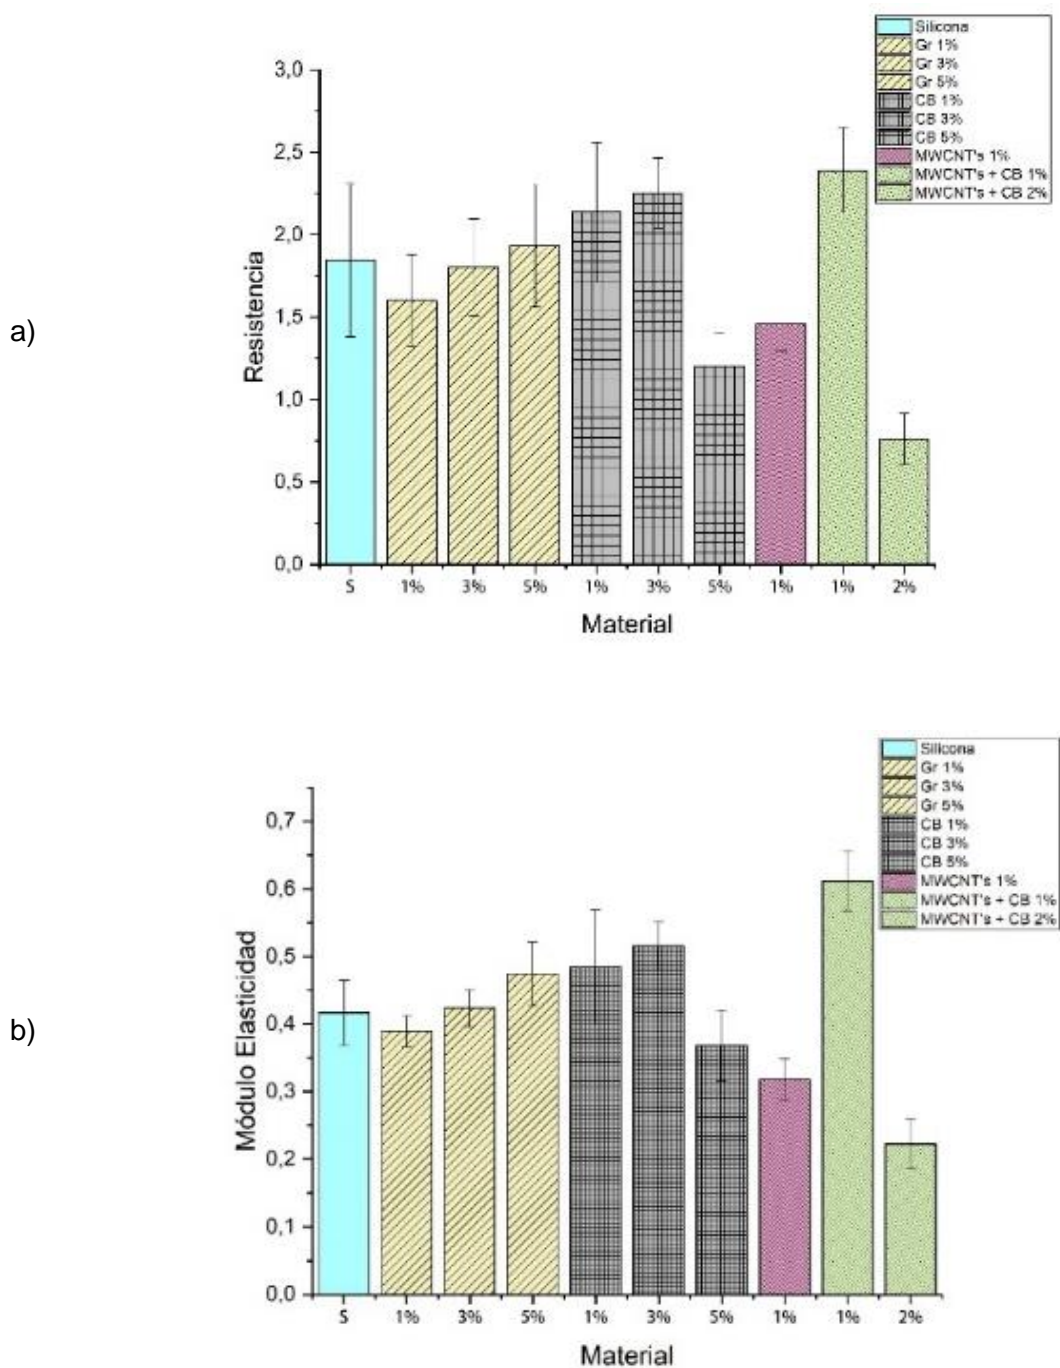 a)
Silicona
Gr 1%
Gr 3%
Gr 5%
CB 1%
CB 3%
CB 5%
MWCNT's 1%
MWCNT's + CB 1%
MWCNT's + CB 2%
Resistencia
3,0
2,5
2,0
1,5
1,0
0,5
0,0
S 1% 3% 5% 1% 3% 5% 1% 1% 2%
Material
b)
Silicona
Gr 1%
Gr 3%
Gr 5%
CB 1%
CB 3%
CB 5%
MWCNT's 1%
MWCNT's + CB 1%
MWCNT's + CB 2%
Módulo Elasticidad
0,7
0,6
0,5
0,4
0,3
0,2
0,1
0,0
S 1% 3% 5% 1% 3% 5% 1% 1% 2%
Material